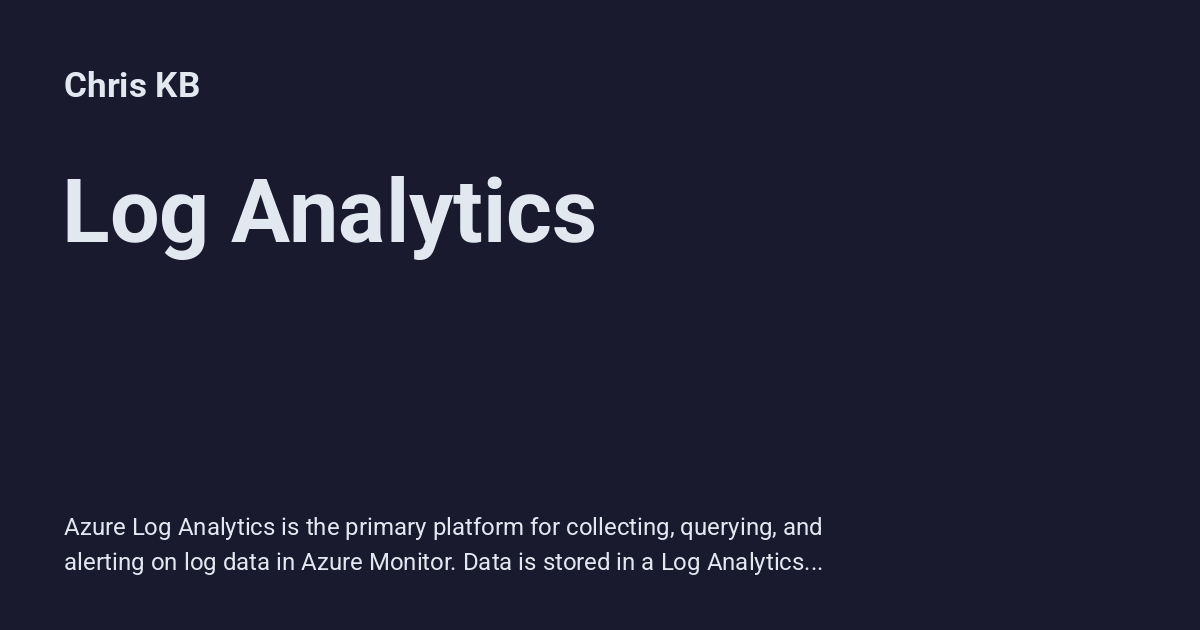 Chris KB
Log Analytics
Azure Log Analytics is the primary platform for collecting, querying, and
alerting on log data in Azure Monitor. Data is stored in a Log Analytics...